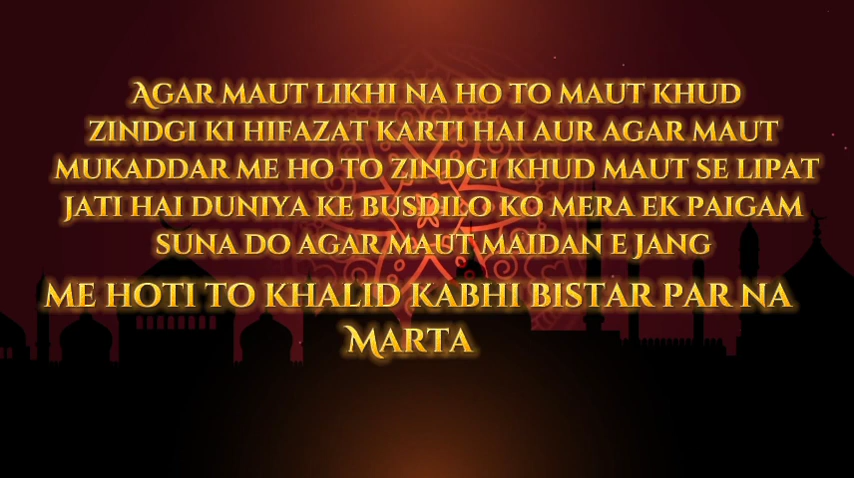 Agar maut likhi na ho to maut khud
zindgi ki hifazat karti hai aur agar maut
mukaddar me ho to zindgi khud maut se lipat
jati hai duniya ke busdilo ko mera ek paigam
suna do agar maut maidan e jang
me hoti to khalid kabhi bistar par na
Marta